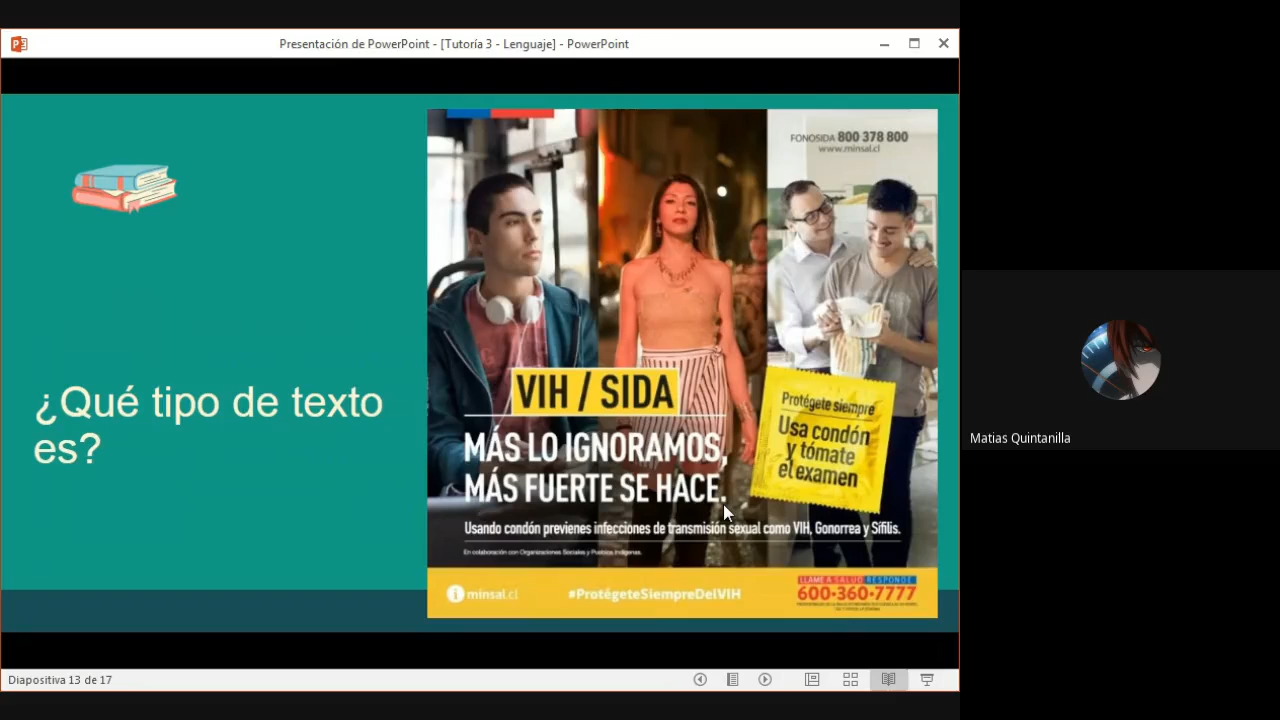 Presentación de PowerPoint - [Tutoría 3 - Lenguaje] - PowerPoint
FONOSIDA 800 378 800
www.minsal.cl
¿Qué tipo de texto
es?
VIH / SIDA
MÁS LO IGNORAMOS,
MÁS FUERTE SE HACE.
Protégete siempre
Usa condón
y tómate
el examen
Usando condón previenes infecciones de transmisión sexual como VIH, Gonorrea y Sífilis.
En colaboración con Organizaciones Sociales y Pueblos Indígenas.
i minsal.cl
#ProtégeteSiempreDelVIH
LLAME A SALUD RESPONDE
600•360•7777
Matias Quintanilla
Diapositiva 13 de 17